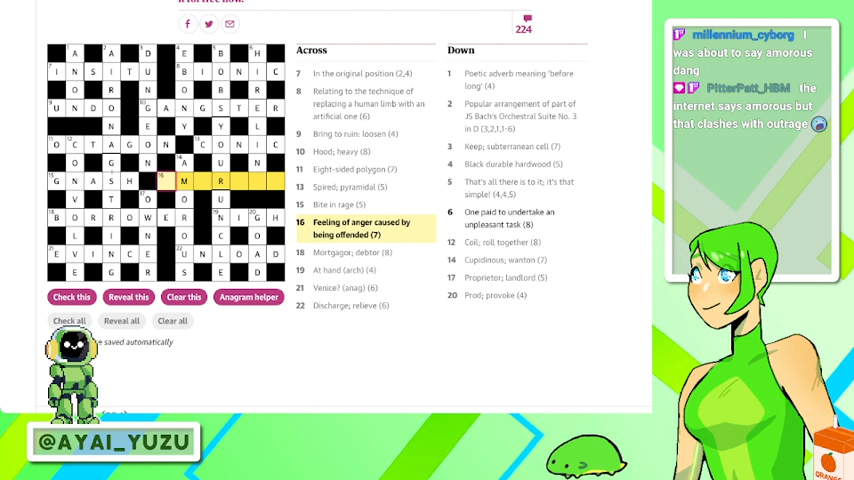 224
Across
7 In the original position (2,4)
8 Relating to the technique of
replacing a human limb with an
artificial one (6)
9 Bring to ruin: loosen (4)
10 Hood; heavy (8)
11 Eight-sided polygon (7)
13 Spired; pyramidal (5)
15 Bite in rage (5)
16 Feeling of anger caused by
being offended (7)
18 Mortgagor; debtor (8)
19 At hand (arch) (4)
21 Venice? (anag) (6)
22 Discharge; relieve (6)
Down
1 Poetic adverb meaning 'before
long' (4)
2 Popular arrangement of part of
JS Bach's Orchestral Suite No. 3
in D (3,2,1,1-6)
3 Keep; subterranean cell (7)
4 Black durable hardwood (5)
5 That's all there is to it; it's that
simple! (4,4)
6 One paid to undertake an
unpleasant task (8)
12 Coil; roll together (8)
14 Cupidinous; wanton (7)
17 Proprietor; landlord (5)
20 Prod; provoke (4)
Check this
Reveal this
Clear this
Anagram helper
Check all
Reveal all
Clear all
saved automatically
millennium_cyborg I
was about to say amorous
dang
PitterPatt_HBM the
internet says amorous but
that clashes with outrage
@AYAI_YUZU